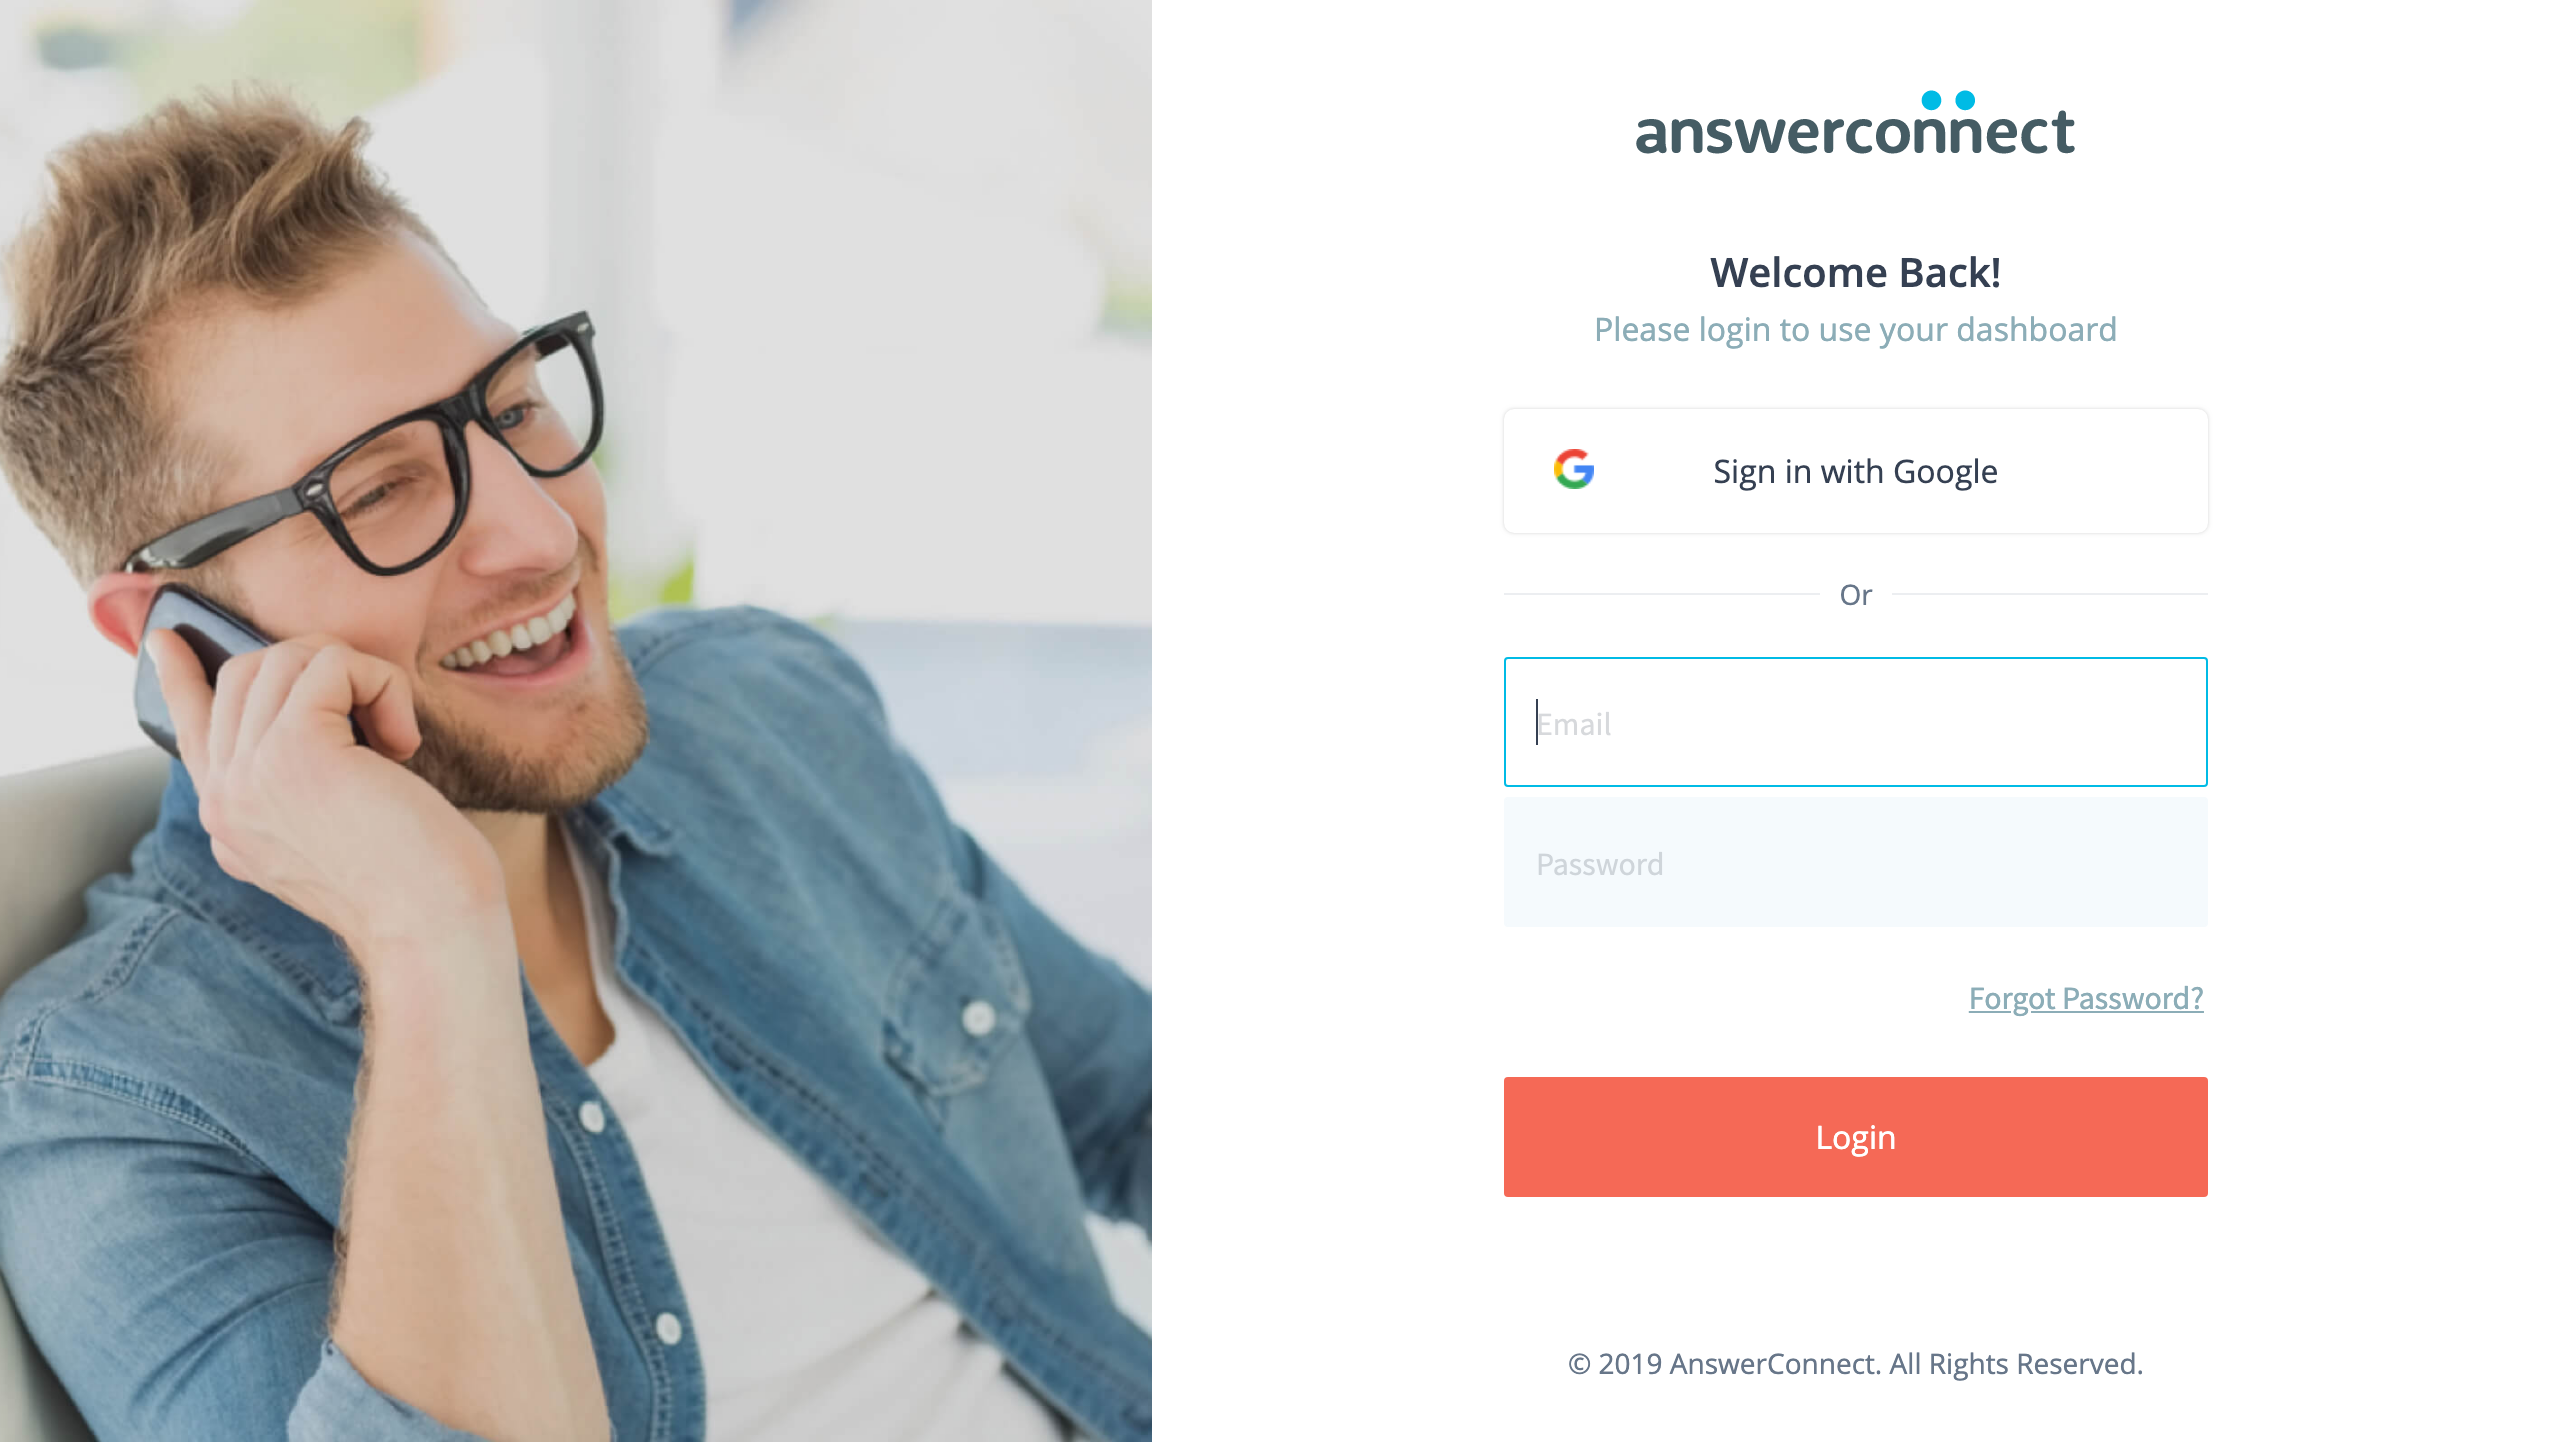 answerconnect
Welcome Back!
Please login to use your dashboard
Sign in with Google
Or
Email
Password
Forgot Password?
Login
© 2019 AnswerConnect. All Rights Reserved.